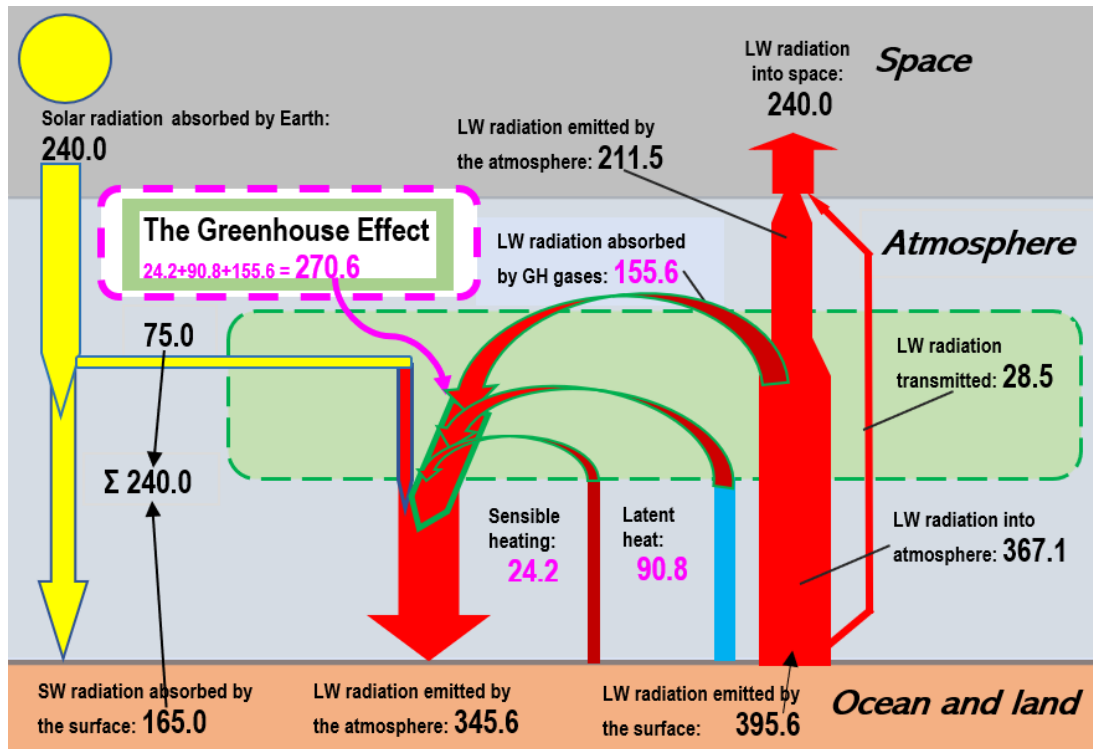 LW radiation
into space:
240.0
Space
Solar radiation absorbed by Earth:
240.0
LW radiation emitted by
the atmosphere: 211.5
The Greenhouse Effect
24.2+90.8+155.6 = 270.6
LW radiation absorbed
by GH gases: 155.6
Atmosphere
75.0
LW radiation
transmitted: 28.5
Σ 240.0
Sensible
heating:
24.2
Latent
heat:
90.8
LW radiation into
atmosphere: 367.1
SW radiation absorbed by
the surface: 165.0
LW radiation emitted by
the atmosphere: 345.6
LW radiation emitted by
the surface: 395.6
Ocean and land